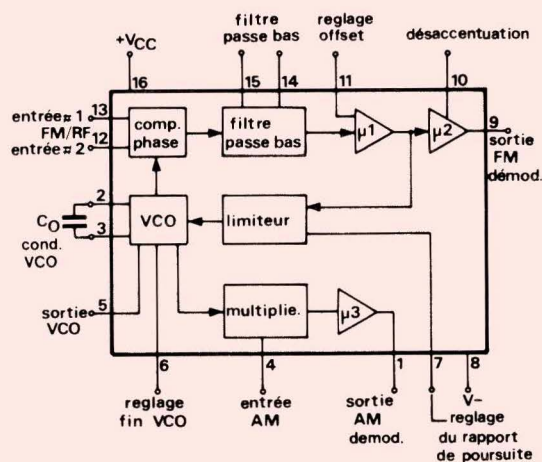 filtre
passe bas
reglage
offset
désaccentuation
+VCC
16
15
14
11
10
entrée #1
13
FM/RF
12
entrée #2
comp.
phase
filtre
passe bas
µ1
µ2
9
sortie
FM
démod.
2
CO
3
cond.
VCO
VCO
limiteur
sortie
VCO
5
multiplie.
µ3
6
4
1
7
8
reglage
fin VCO
entrée
AM
sortie
AM
demod.
V-
reglage
du rapport
de poursuite